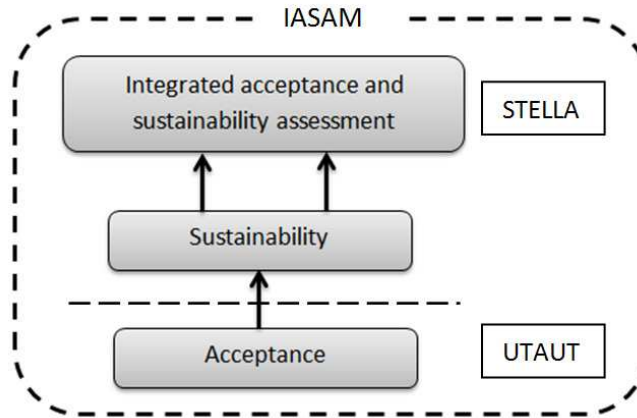 IASAM
Integrated acceptance and
sustainability assessment
STELLA
Sustainability
Acceptance
UTAUT